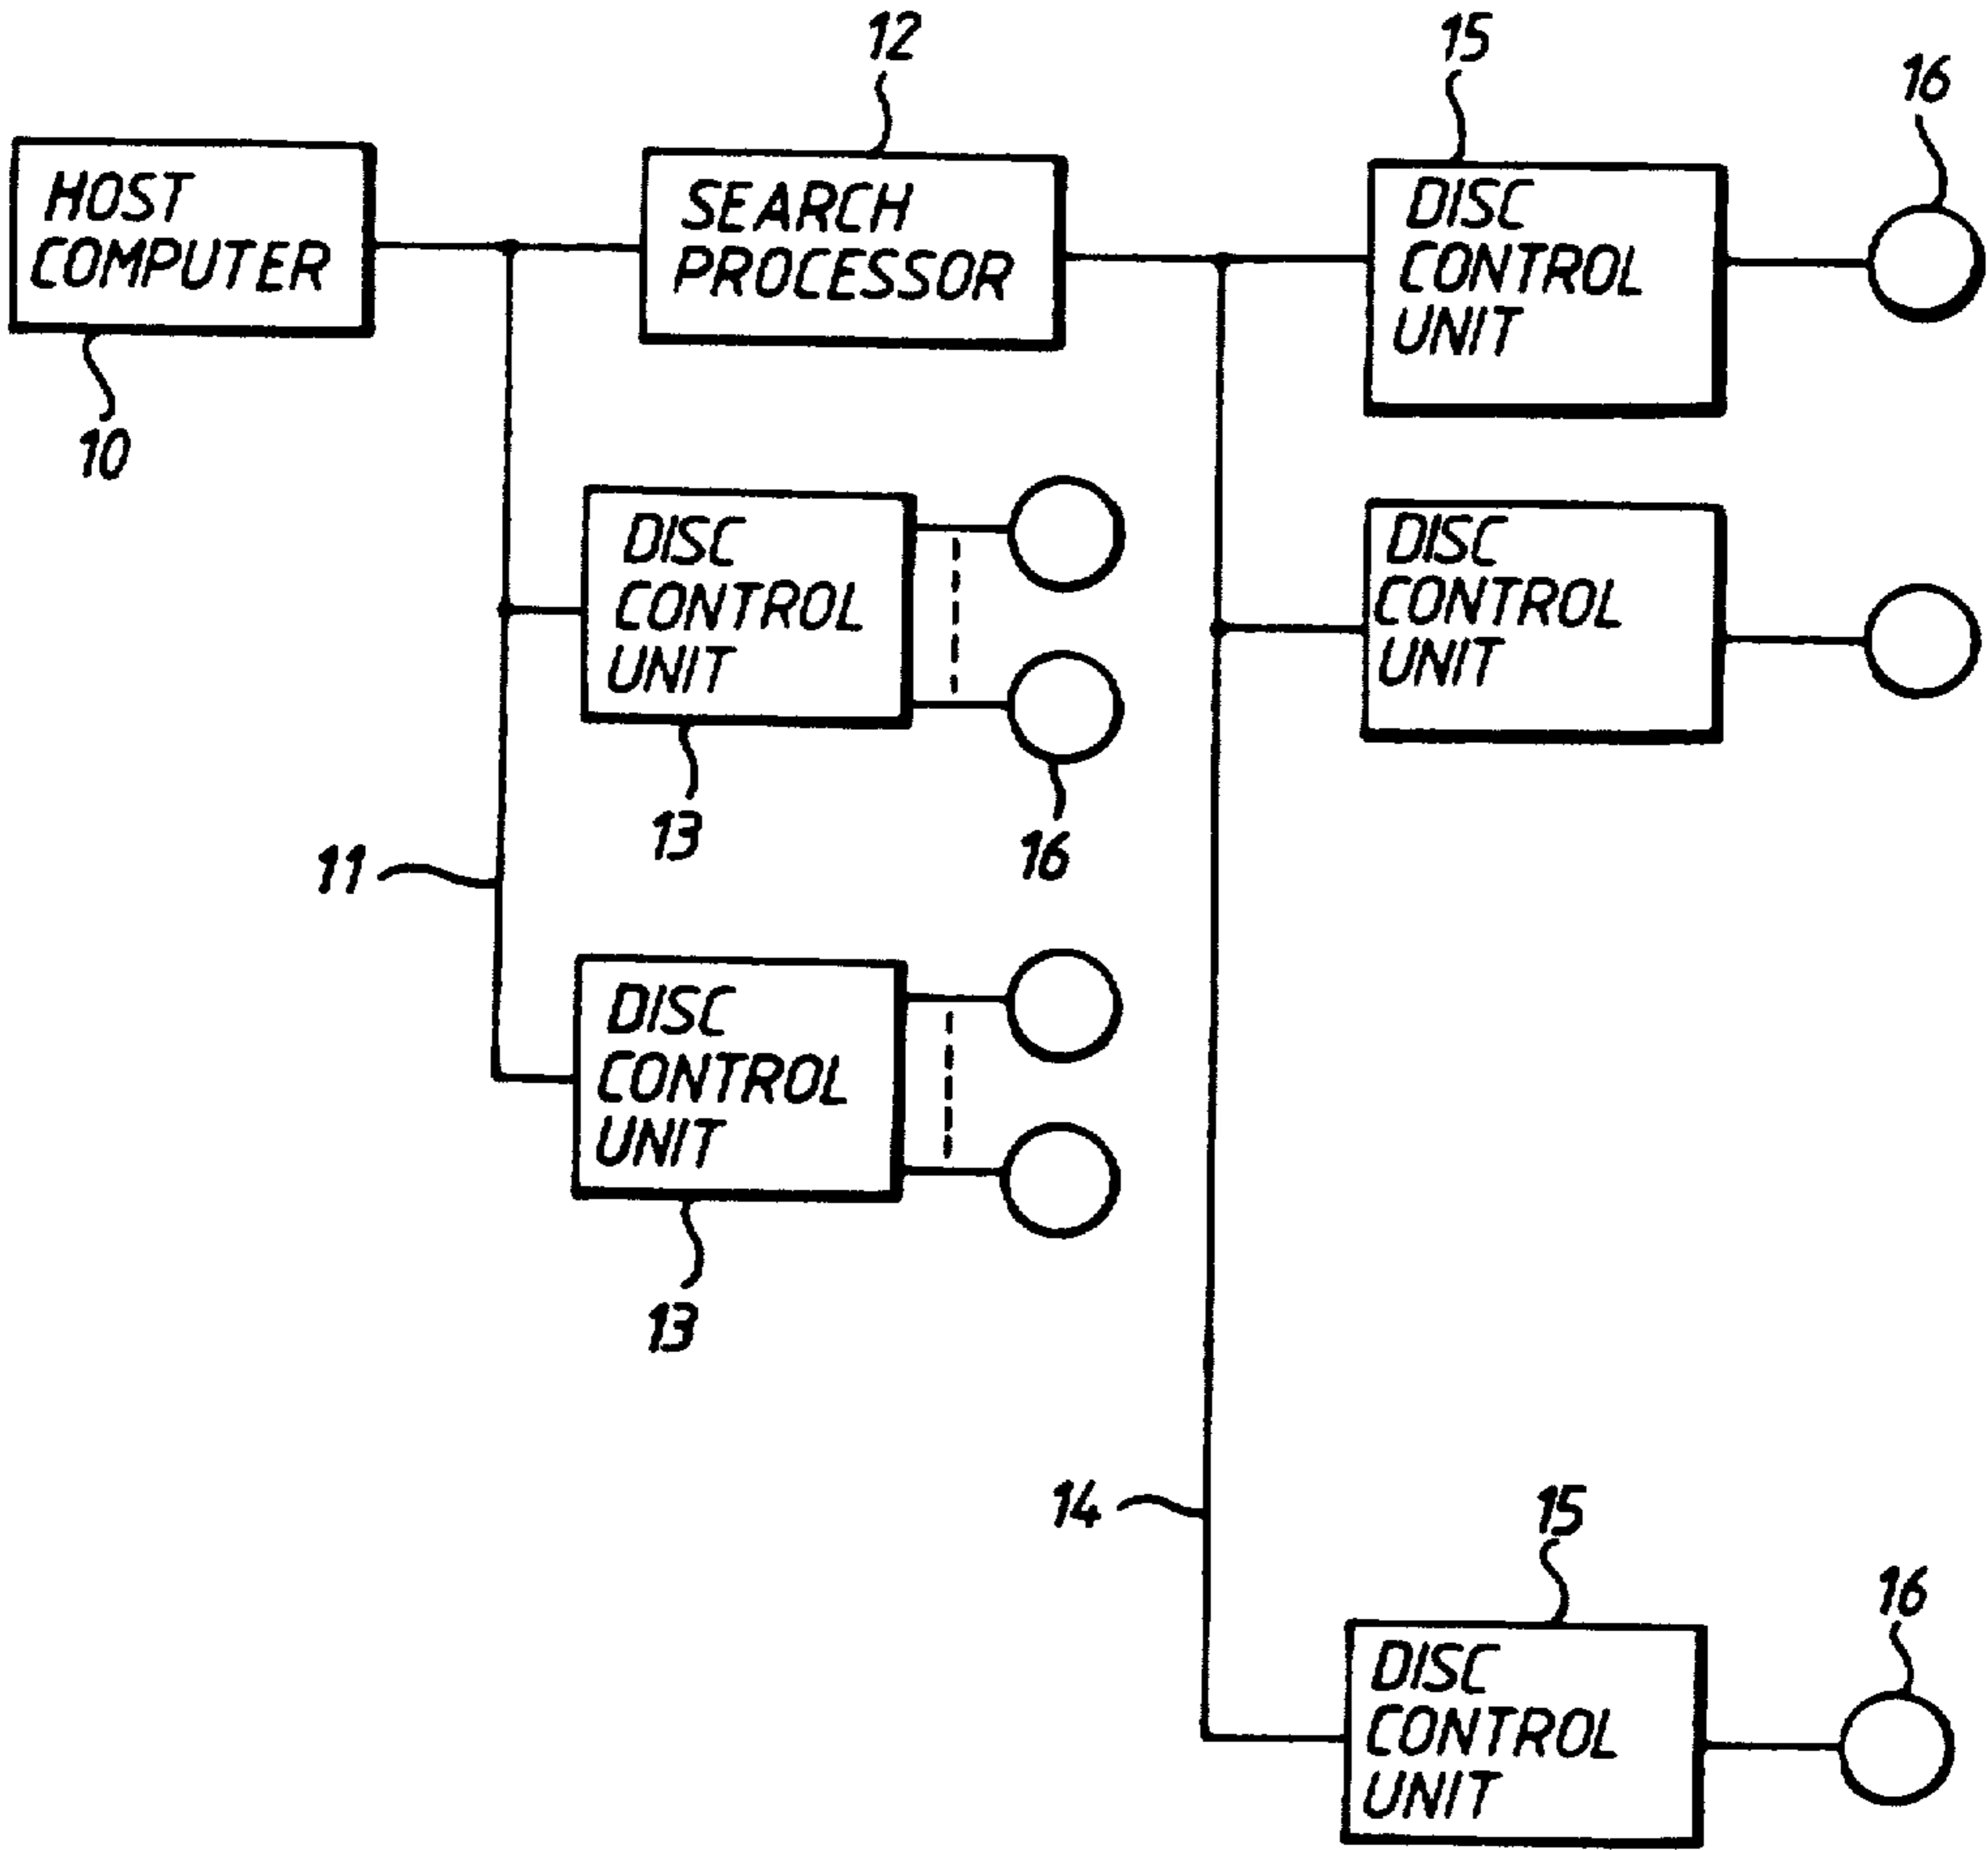 12
15
16
HOST
COMPUTER
SEARCH
PROCESSOR
DISC
CONTROL
UNIT
10
DISC
CONTROL
UNIT
DISC
CONTROL
UNIT
13
16
11
DISC
CONTROL
UNIT
13
14
15
16
DISC
CONTROL
UNIT